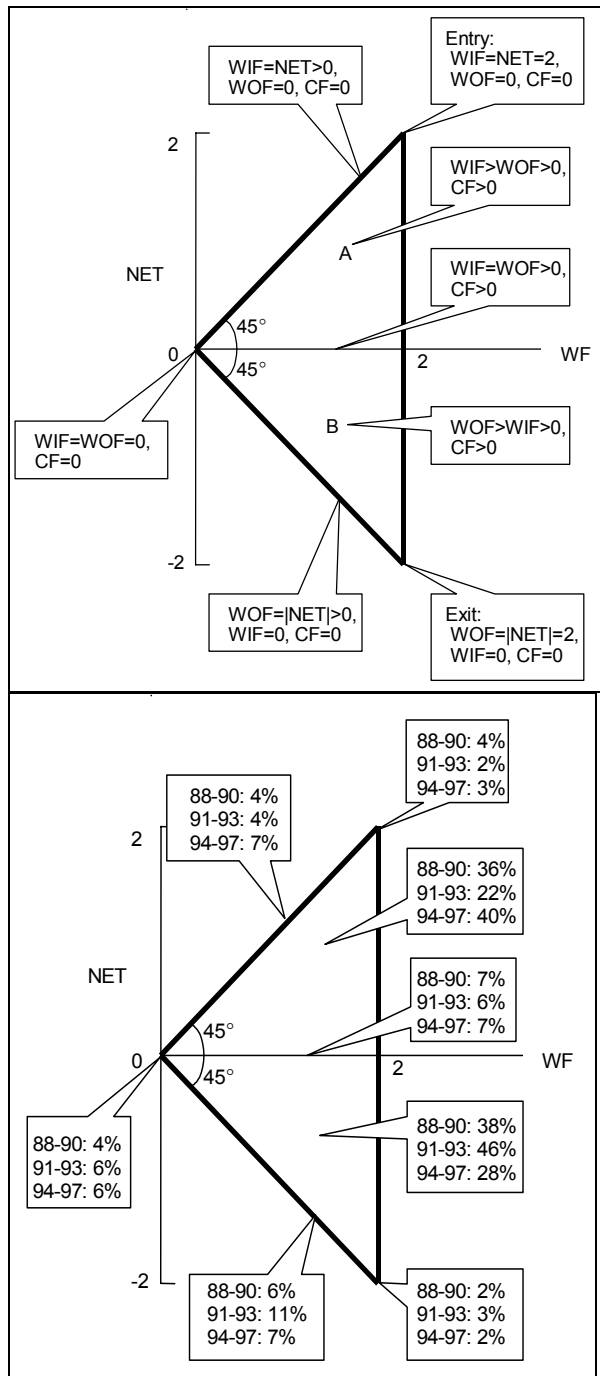 Entry:
WIF=NET=2,
WOF=0, CF=0
WIF=NET>0,
WOF=0, CF=0
2
WIF>WOF>0,
CF>0
A
WIF=WOF>0,
CF>0
NET
45°
0
2
WF
45°
B
WOF>WIF>0,
CF>0
WIF=WOF=0,
CF=0
-2
WOF=|NET|>0,
WIF=0, CF=0
Exit:
WOF=|NET|=2,
WIF=0, CF=0
88-90: 4%
91-93: 2%
94-97: 3%
88-90: 4%
91-93: 4%
94-97: 7%
2
88-90: 36%
91-93: 22%
94-97: 40%
NET
88-90: 7%
91-93: 6%
94-97: 7%
45°
0
2
WF
45°
88-90: 4%
91-93: 6%
94-97: 6%
88-90: 38%
91-93: 46%
94-97: 28%
-2
88-90: 6%
91-93: 11%
94-97: 7%
88-90: 2%
91-93: 3%
94-97: 2%